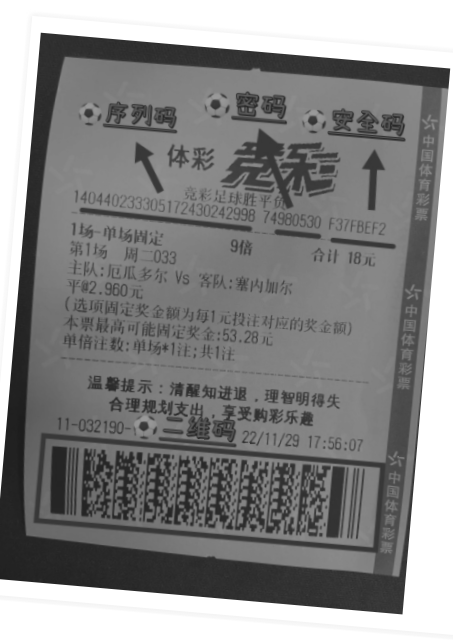 序列码 密码 安全码
体彩 竞彩
竞彩足球胜平负
140440233305172430242998 74980530 F37FBEF2
1场-单场固定 9倍 合计 18元
第1场 周二033
主队:厄瓜多尔 Vs 客队:塞内加尔
平@2.960元
(选项固定奖金额为每1元投注对应的奖金额)
本票最高可能固定奖金:53.28元
单倍注数:单场*1注;共1注
温馨提示：清醒知进退，理智明得失
合理规划支出，享受购彩乐趣
11-032190- 二维码 22/11/29 17:56:07
中国体育彩票
中国体育彩票
中国体育彩票